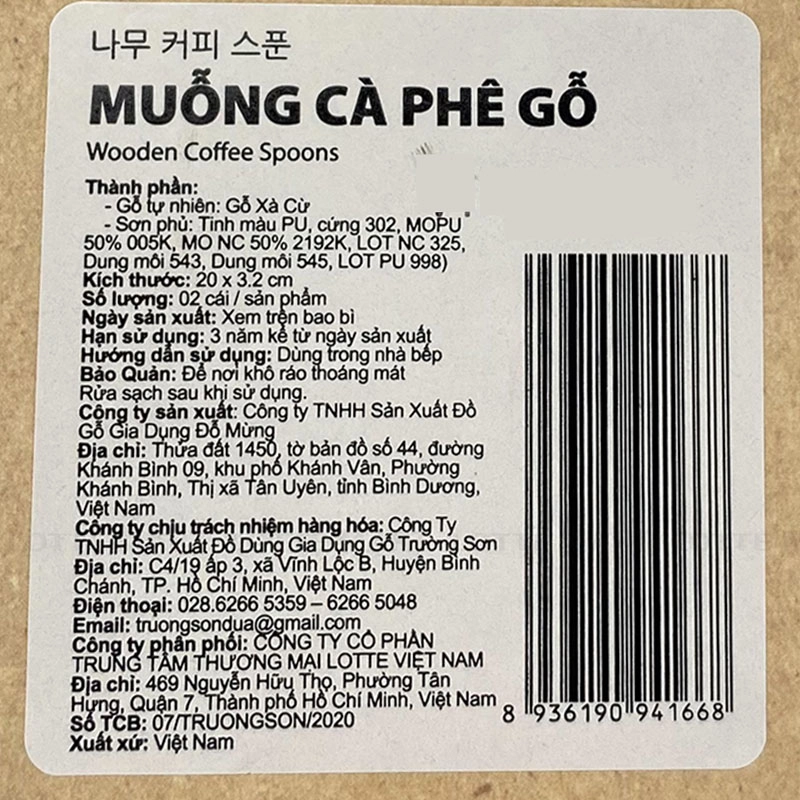 나무 커피 스푼
MUỖNG CÀ PHÊ GỖ
Wooden Coffee Spoons
Thành phần:
- Gỗ tự nhiên: Gỗ Xà Cừ
- Sơn phủ: Tinh màu PU, cứng 302, MOPU
50% 005K, MO NC 50% 2192K, LOT NC 325,
Dung môi 543, Dung môi 545, LOT PU 998)
Kích thước: 20 x 3.2 cm
Số lượng: 02 cái / sản phẩm
Ngày sản xuất: Xem trên bao bì
Hạn sử dụng: 3 năm kể từ ngày sản xuất
Hướng dẫn sử dụng: Dùng trong nhà bếp
Bảo Quản: Để nơi khô ráo thoáng mát
Rửa sạch sau khi sử dụng.
Công ty sản xuất: Công ty TNHH Sản Xuất Đồ
Gỗ Gia Dụng Đỗ Mừng
Địa chỉ: Thửa đất 1450, tờ bản đồ số 44, đường
Khánh Bình 09, khu phố Khánh Vân, Phường
Khánh Bình, Thị xã Tân Uyên, tỉnh Bình Dương,
Việt Nam
Công ty chịu trách nhiệm hàng hóa: Công Ty
TNHH Sản Xuất Đồ Dùng Gia Dụng Gỗ Trường Sơn
Địa chỉ: C4/19 ấp 3, xã Vĩnh Lộc B, Huyện Bình
Chánh, TP. Hồ Chí Minh, Việt Nam
Điện thoại: 028.6266 5359 – 6266 5048
Email: truongsondua@gmail.com
Công ty phân phối: CÔNG TY CỔ PHẦN
TRUNG TÂM THƯƠNG MẠI LOTTE VIỆT NAM
Địa chỉ: 469 Nguyễn Hữu Thọ, Phường Tân
Hưng, Quận 7, Thành phố Hồ Chí Minh, Việt Nam
Số TCB: 07/TRUONGSON/2020
Xuất xứ: Việt Nam
8 936190 941668